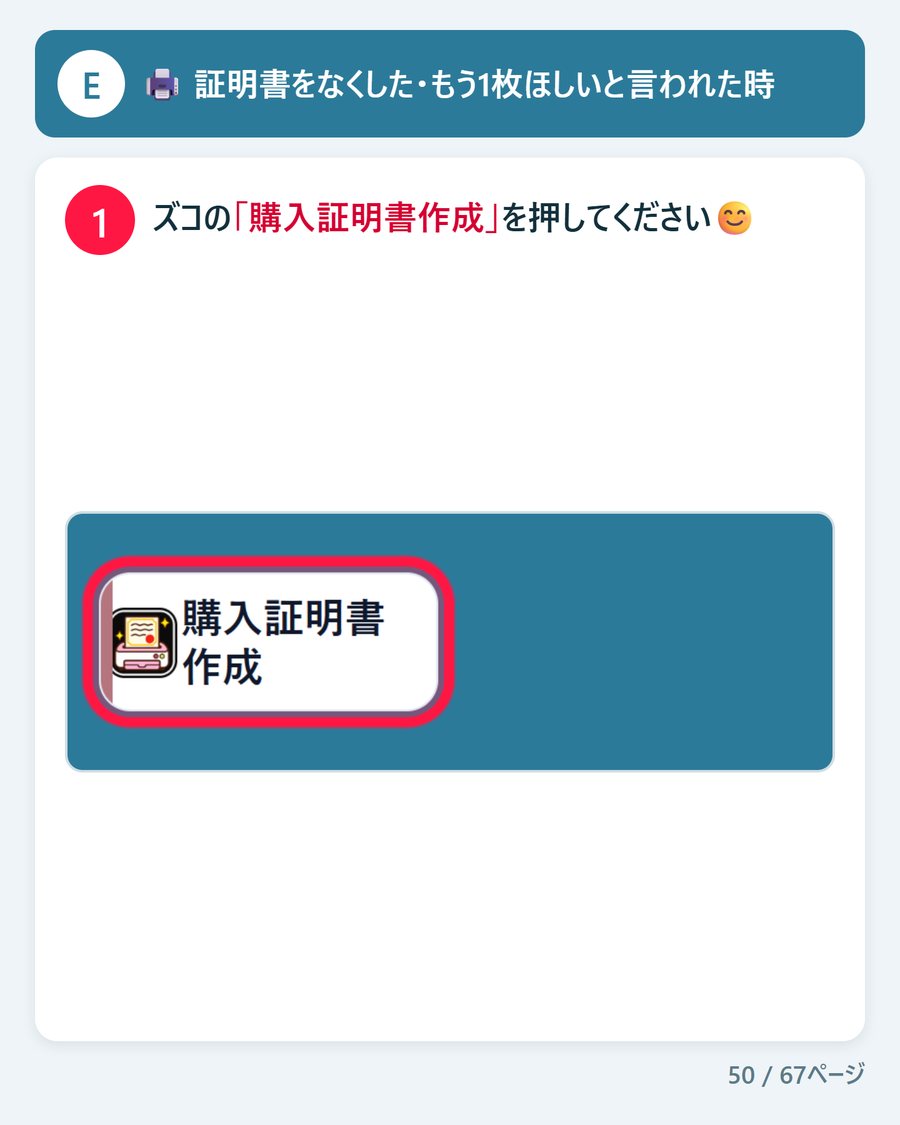 E 証明書をなくした・もう1枚ほしいと言われた時
1 ズコの「購入証明書作成」を押してください
購入証明書
作成
50 / 67ページ